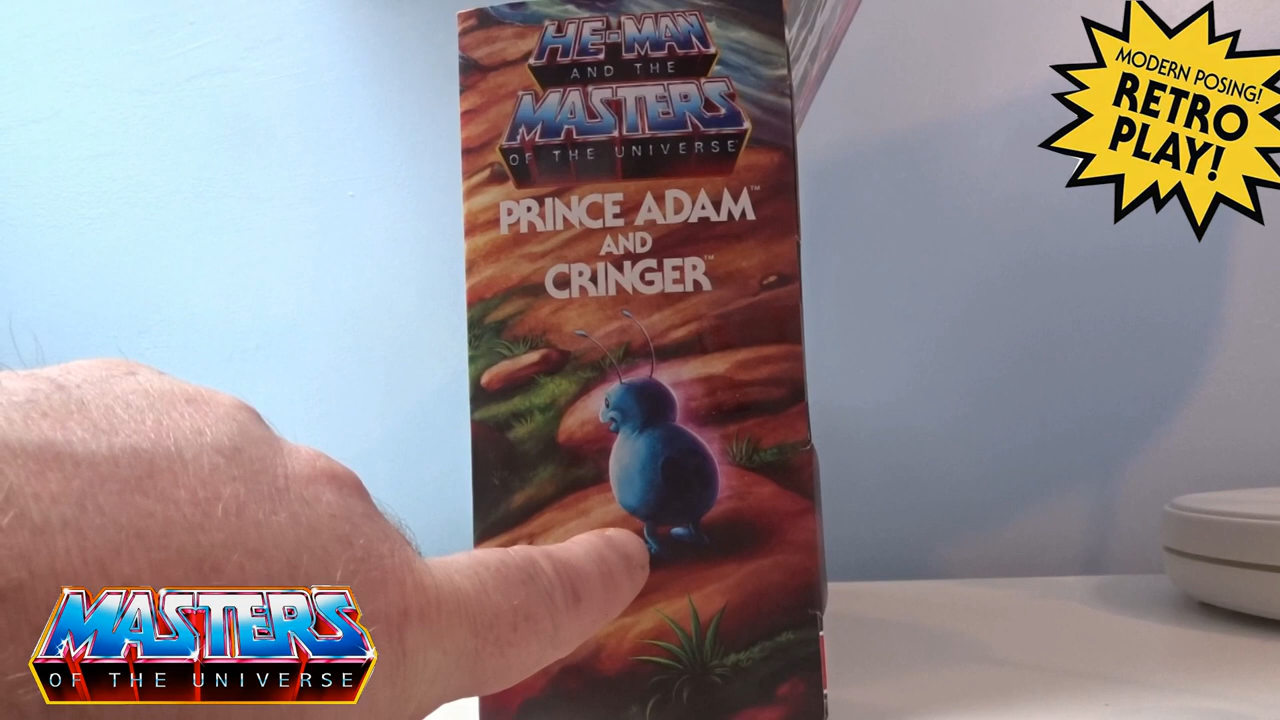 HE-MAN
AND THE
MASTERS
OF THE UNIVERSE
PRINCE ADAM™
AND
CRINGER™
MODERN POSING!
RETRO
PLAY!
MASTERS
OF THE UNIVERSE